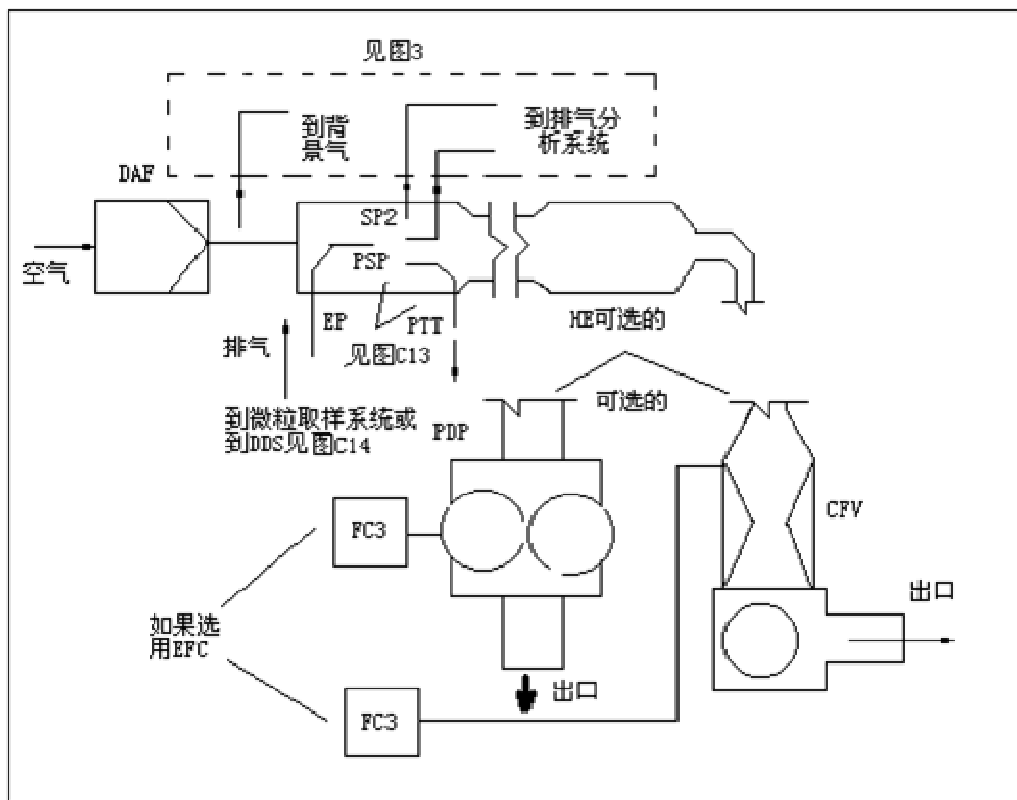 见图3
到背
景气
到排气分
析系统
DAF
SP2
空气
PSP
EP
PTT
HE可选的
排气
见图C13
到微粒取样系统或
到DDS见图C14
PDP
可选的
FC3
CFV
出口
如果选
用EFC
出口
FC3